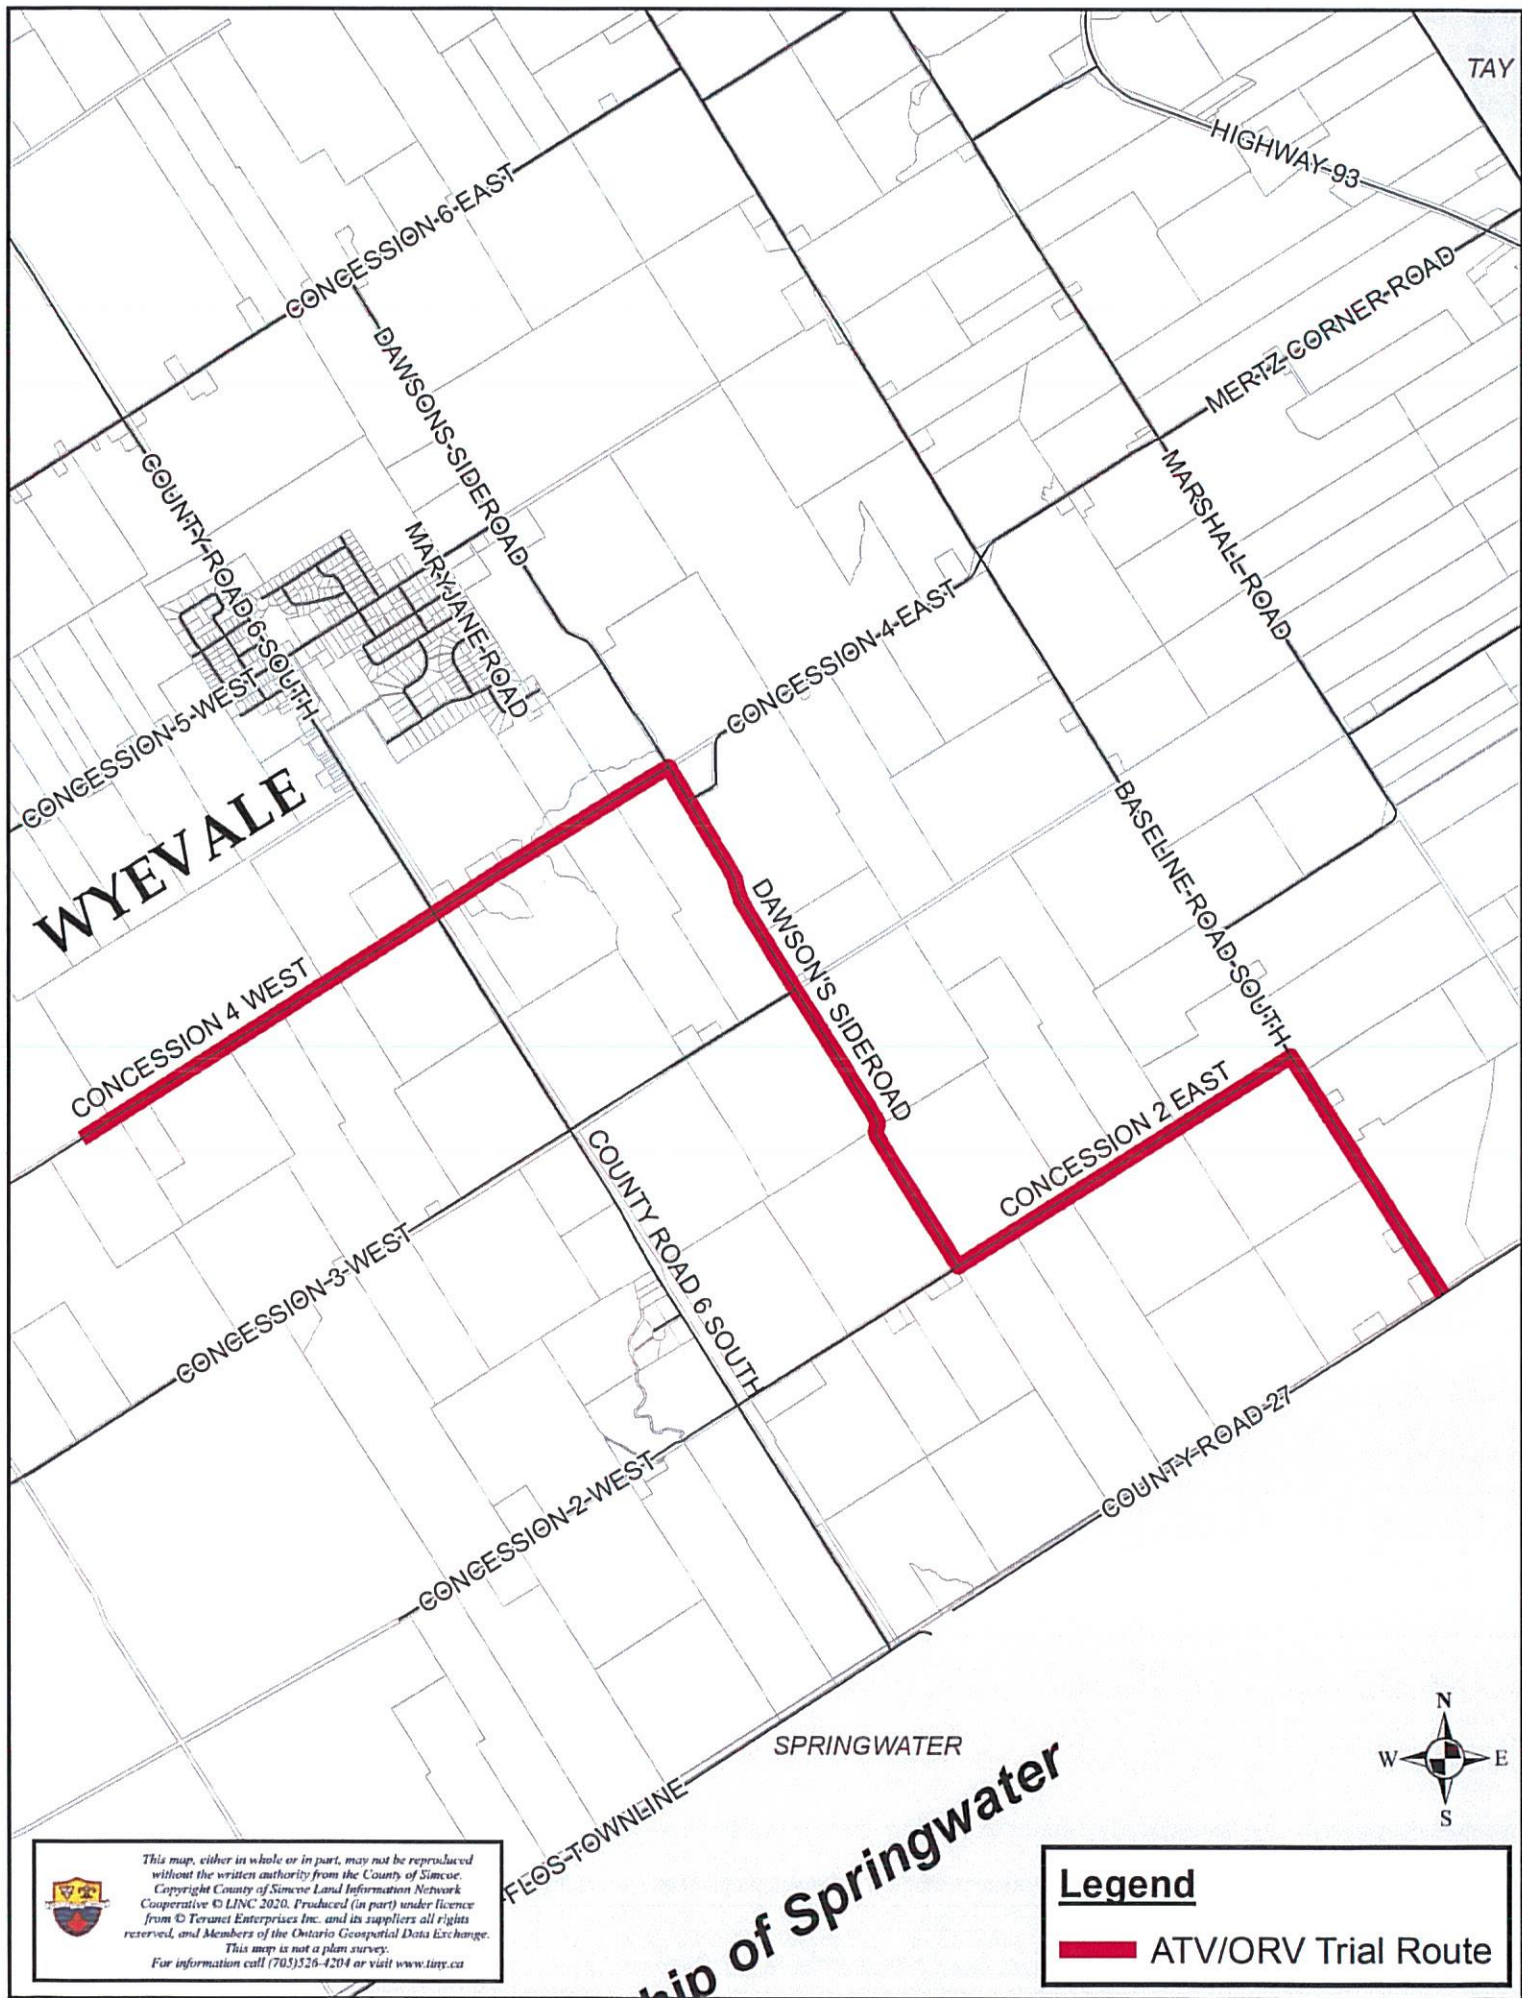 TAY
HIGHWAY 93
CONCESSION 6 EAST
MERTZ CORNER ROAD
DAWSONS SIDEROAD
COUNTY ROAD 6 SOUTH
MARYJANE ROAD
MARSHALL ROAD
CONCESSION 5 WEST
CONCESSION 4 EAST
WYEVALE
BASELINE ROAD SOUTH
DAWSON'S SIDEROAD
CONCESSION 4 WEST
CONCESSION 2 EAST
COUNTY ROAD 6 SOUTH
CONCESSION 3 WEST
COUNTY ROAD 27
CONCESSION 2 WEST
SPRINGWATER
N
W E
S
FLOS TOWNLINE
hip of Springwater
This map, either in whole or in part, may not be reproduced
without the written authority from the County of Simcoe.
Copyright County of Simcoe Land Information Network
Cooperative © LINC 2020. Produced (in part) under licence
from © Teranet Enterprises Inc. and its suppliers all rights
reserved, and Members of the Ontario Geospatial Data Exchange.
This map is not a plan survey.
For information call (705)526-4204 or visit www.tiny.ca
Legend
ATV/ORV Trial Route